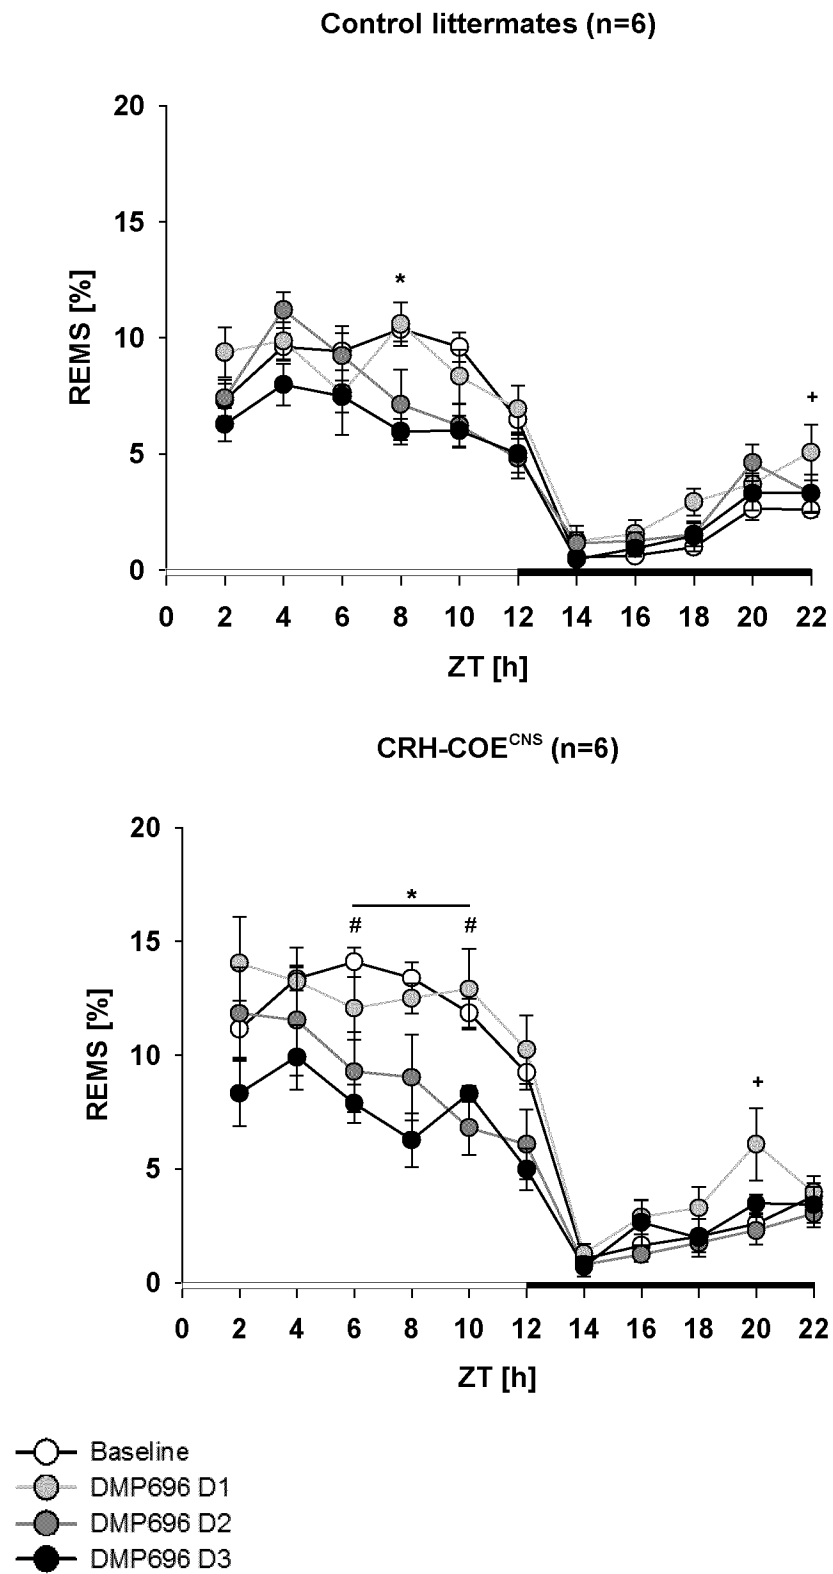 Control littermates (n=6)
20
15
10
5
0
REMS [%]
*
+
0 2 4 6 8 10 12 14 16 18 20 22
ZT [h]
CRH-COE^CNS (n=6)
20
15
10
5
0
REMS [%]
*
# #
+
0 2 4 6 8 10 12 14 16 18 20 22
ZT [h]
Baseline
DMP696 D1
DMP696 D2
DMP696 D3